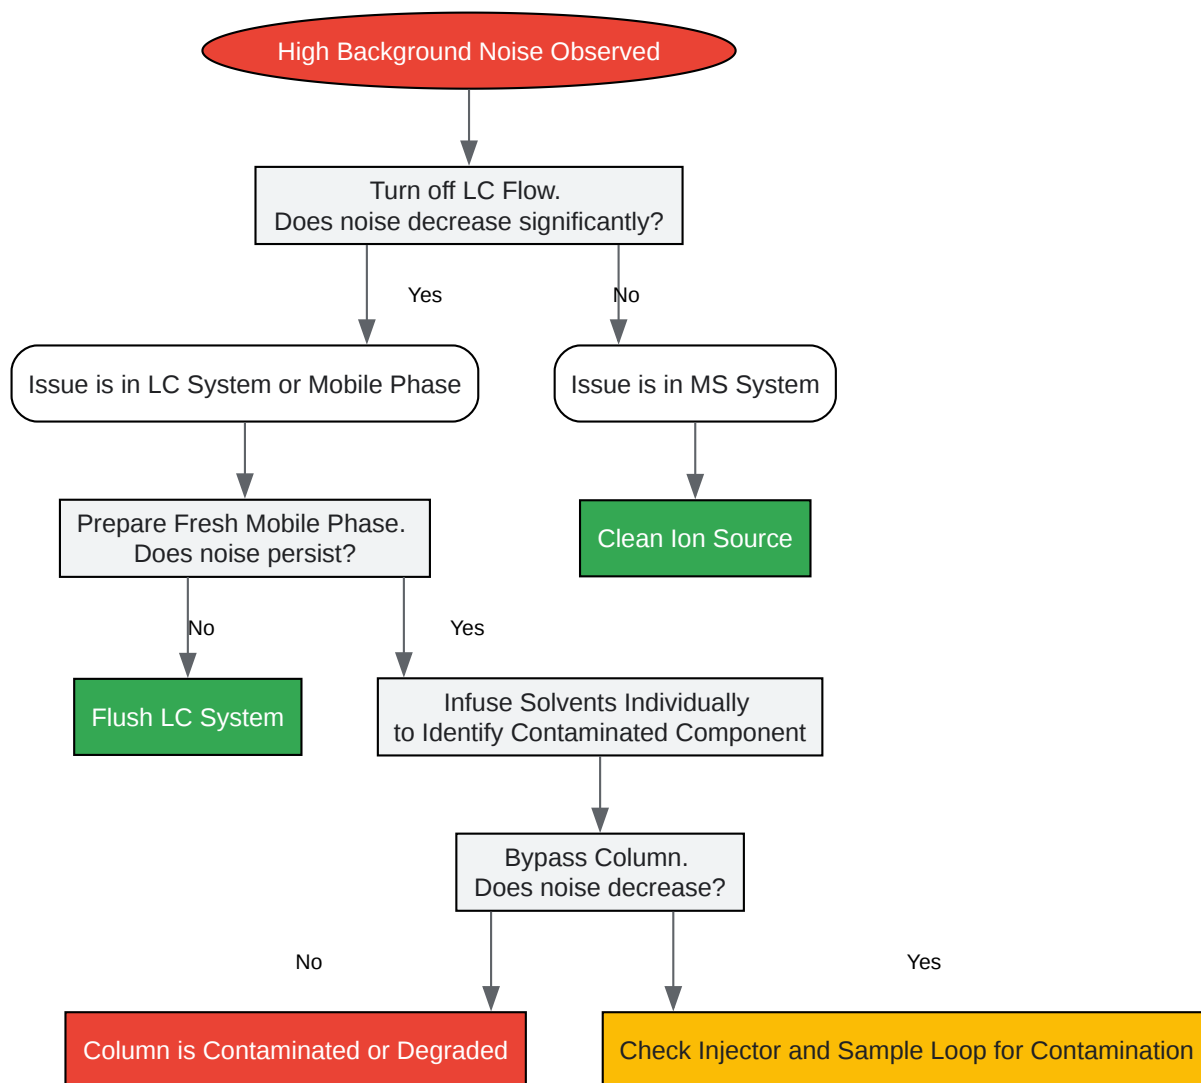 High Background Noise Observed
Turn off LC Flow.
Does noise decrease significantly?
Yes
No
Issue is in LC System or Mobile Phase
Issue is in MS System
Prepare Fresh Mobile Phase.
Does noise persist?
Clean Ion Source
No
Yes
Flush LC System
Infuse Solvents Individually
to Identify Contaminated Component
Bypass Column.
Does noise decrease?
No
Yes
Column is Contaminated or Degraded
Check Injector and Sample Loop for Contamination